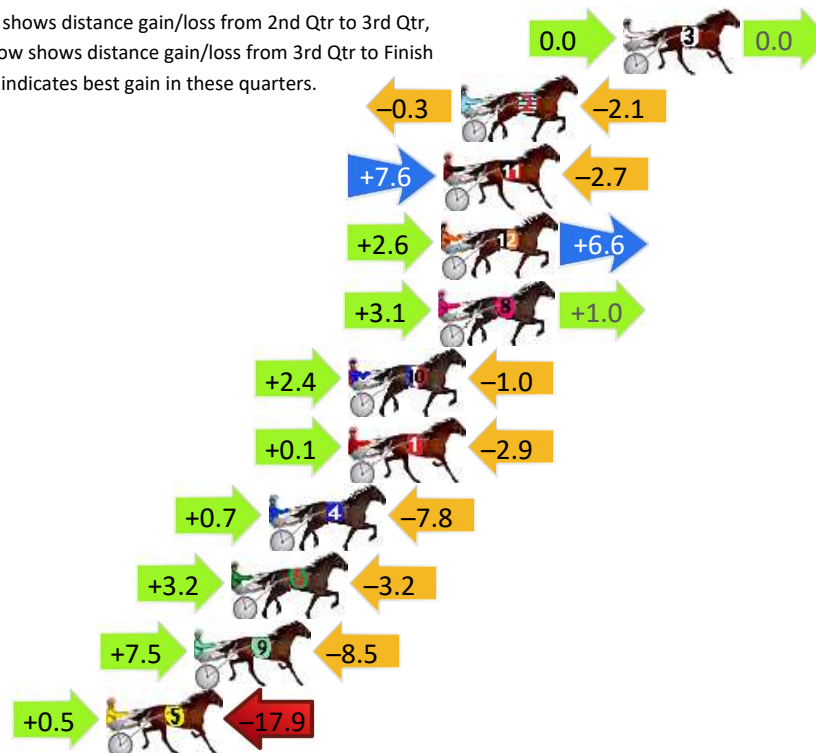 shows distance gain/loss from 2nd Qtr to 3rd Qtr,
ow shows distance gain/loss from 3rd Qtr to Finish
indicates best gain in these quarters.
0.0 3 0.0
–0.3 –2.1
+7.6 11 –2.7
+2.6 12 +6.6
+3.1 8 +1.0
+2.4 10 –1.0
+0.1 1 –2.9
+0.7 4 –7.8
+3.2 –3.2
+7.5 9 –8.5
+0.5 5 –17.9